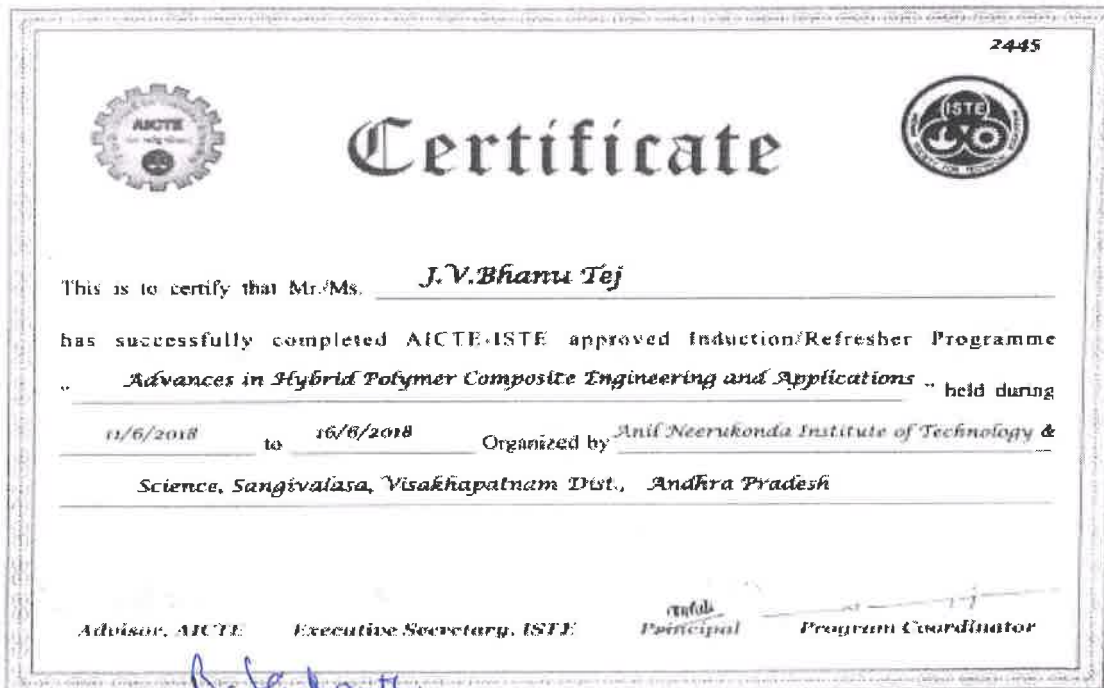 2445
AICTE
ISTE
Certificate
This is to certify that Mr./Ms. J.V.Bhanu Tej
has successfully completed AICTE-ISTE approved Induction/Refresher Programme
" Advances in Hybrid Polymer Composite Engineering and Applications " held during
11/6/2018 to 16/6/2018 Organized by Anil Neerukonda Institute of Technology &
Science, Sangivalasa, Visakhapatnam Dist., Andhra Pradesh
Advisor, AICTE Executive Secretary, ISTE Principal Program Coordinator